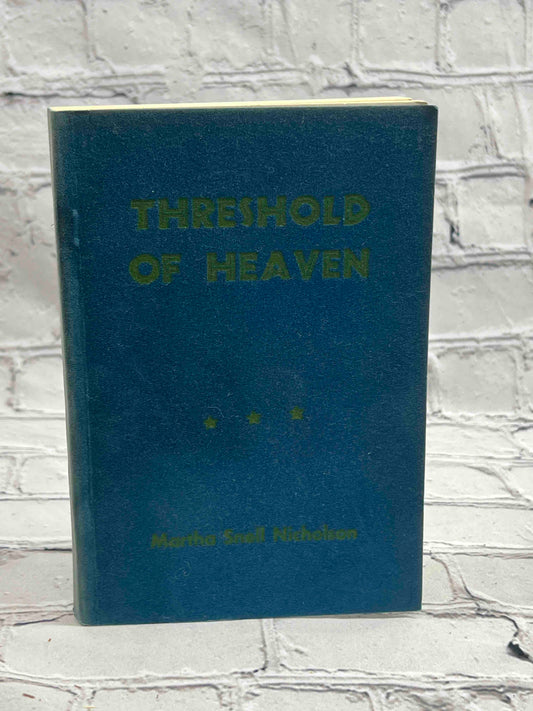 THRESHOLD
OF HEAVEN
* * *
Martha Snell Nicholson